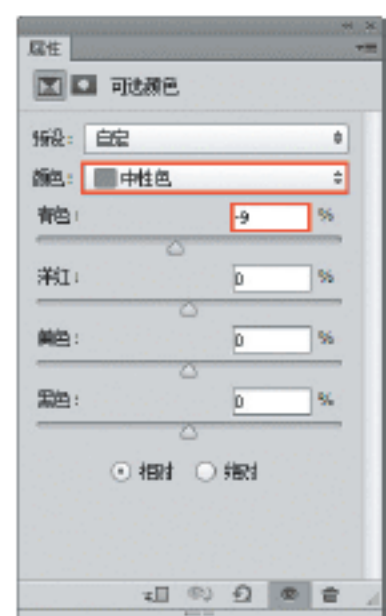 属性
可选颜色
预设： 自定
颜色： 中性色
青色： -9 %
洋红： 0 %
黄色： 0 %
黑色： 0 %
相对 绝对